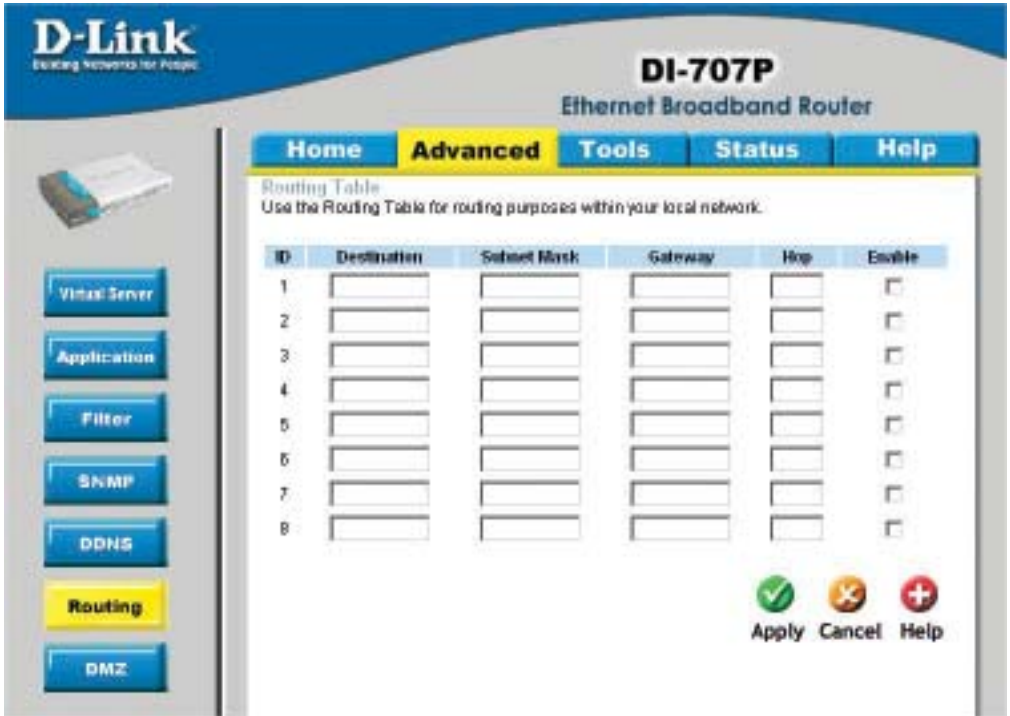 D-Link
Building Networks for People
DI-707P
Ethernet Broadband Router
Home Advanced Tools Status Help
Routing Table
Use the Routing Table for routing purposes within your local network.
ID Destination Subnet Mask Gateway Hop Enable
1
2
3
4
5
6
7
8
Virtual Server
Application
Filter
SNMP
DDNS
Routing
DMZ
Apply Cancel Help